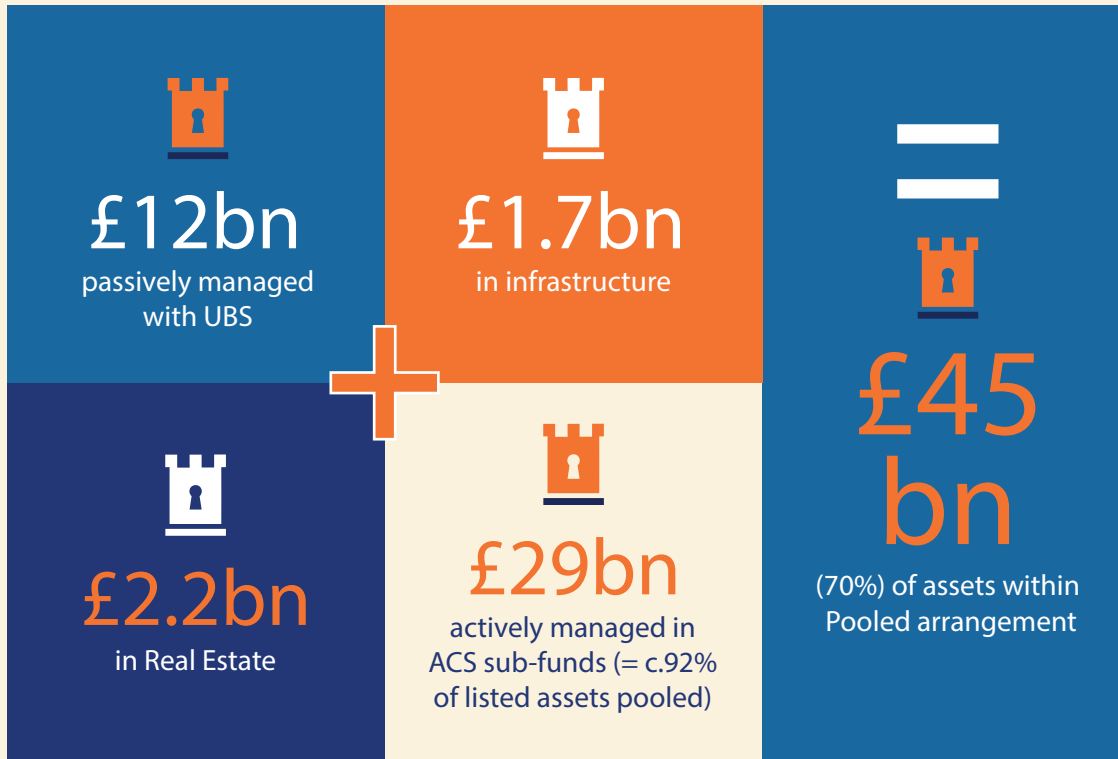 £12bn
passively managed
with UBS
£1.7bn
in infrastructure
£2.2bn
in Real Estate
£29bn
actively managed in
ACS sub-funds (= c.92%
of listed assets pooled)
=
£45
bn
(70%) of assets within
Pooled arrangement